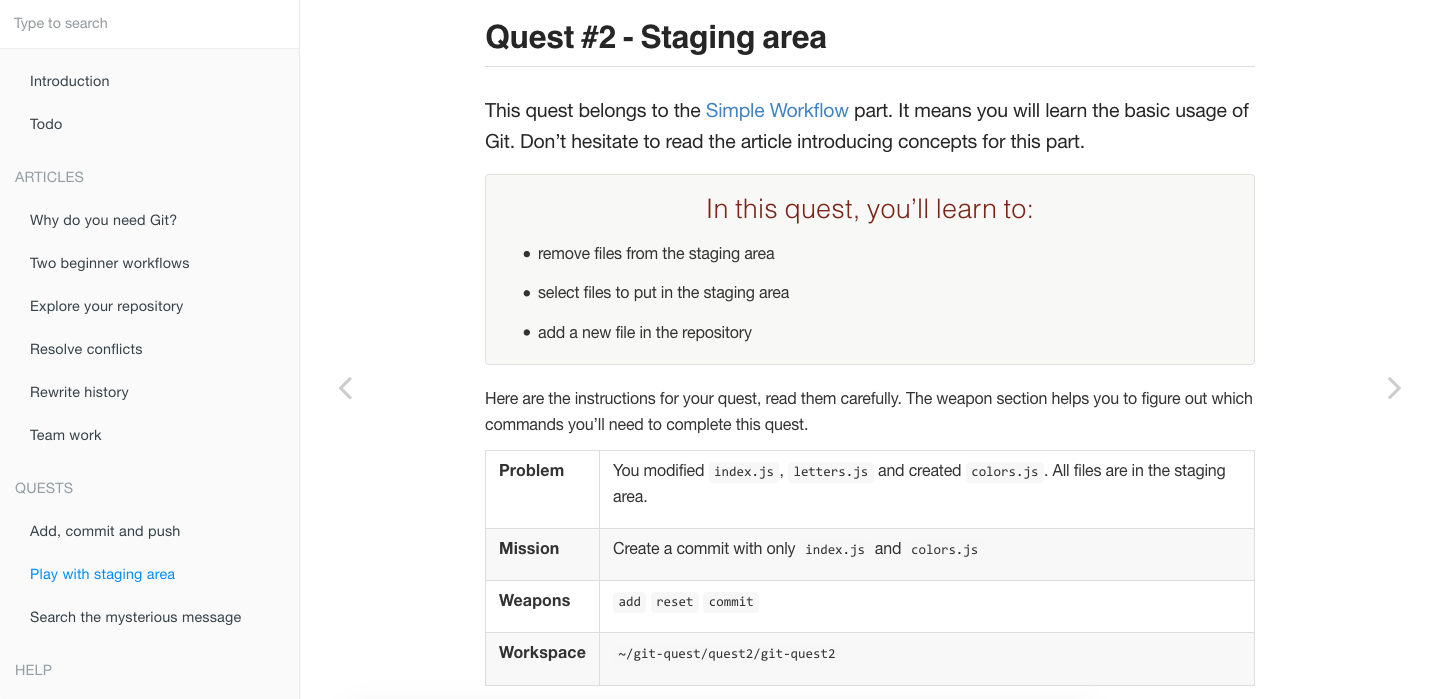 Type to search
Introduction
Todo
ARTICLES
Why do you need Git?
Two beginner workflows
Explore your repository
Resolve conflicts
Rewrite history
Team work
QUESTS
Add, commit and push
Play with staging area
Search the mysterious message
HELP
Quest #2 - Staging area
This quest belongs to the Simple Workflow part. It means you will learn the basic usage of
Git. Don’t hesitate to read the article introducing concepts for this part.
In this quest, you’ll learn to:
• remove files from the staging area
• select files to put in the staging area
• add a new file in the repository
Here are the instructions for your quest, read them carefully. The weapon section helps you to figure out which
commands you’ll need to complete this quest.
Problem You modified index.js, letters.js and created colors.js. All files are in the staging
area.
Mission Create a commit with only index.js and colors.js
Weapons add reset commit
Workspace ~/git-quest/quest2/git-quest2